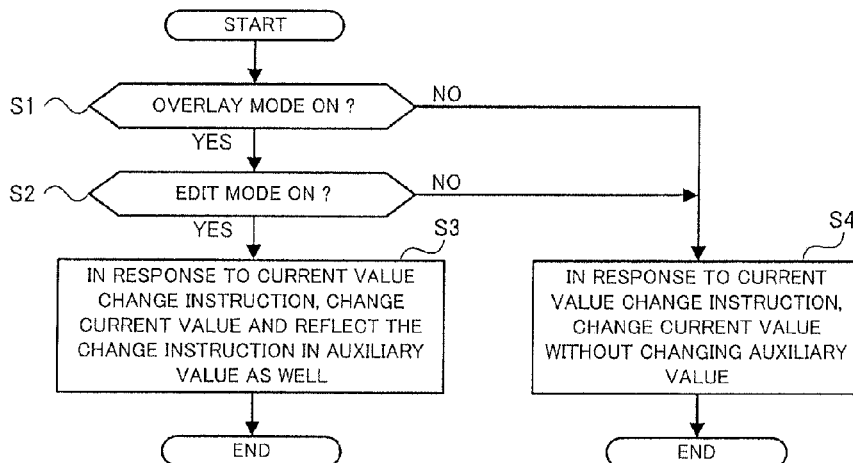 START
S1
OVERLAY MODE ON ?
NO
YES
S2
EDIT MODE ON ?
NO
YES
S3
IN RESPONSE TO CURRENT VALUE
CHANGE INSTRUCTION, CHANGE
CURRENT VALUE AND REFLECT THE
CHANGE INSTRUCTION IN AUXILIARY
VALUE AS WELL
S4
IN RESPONSE TO CURRENT
VALUE CHANGE INSTRUCTION,
CHANGE CURRENT VALUE
WITHOUT CHANGING AUXILIARY
VALUE
END
END